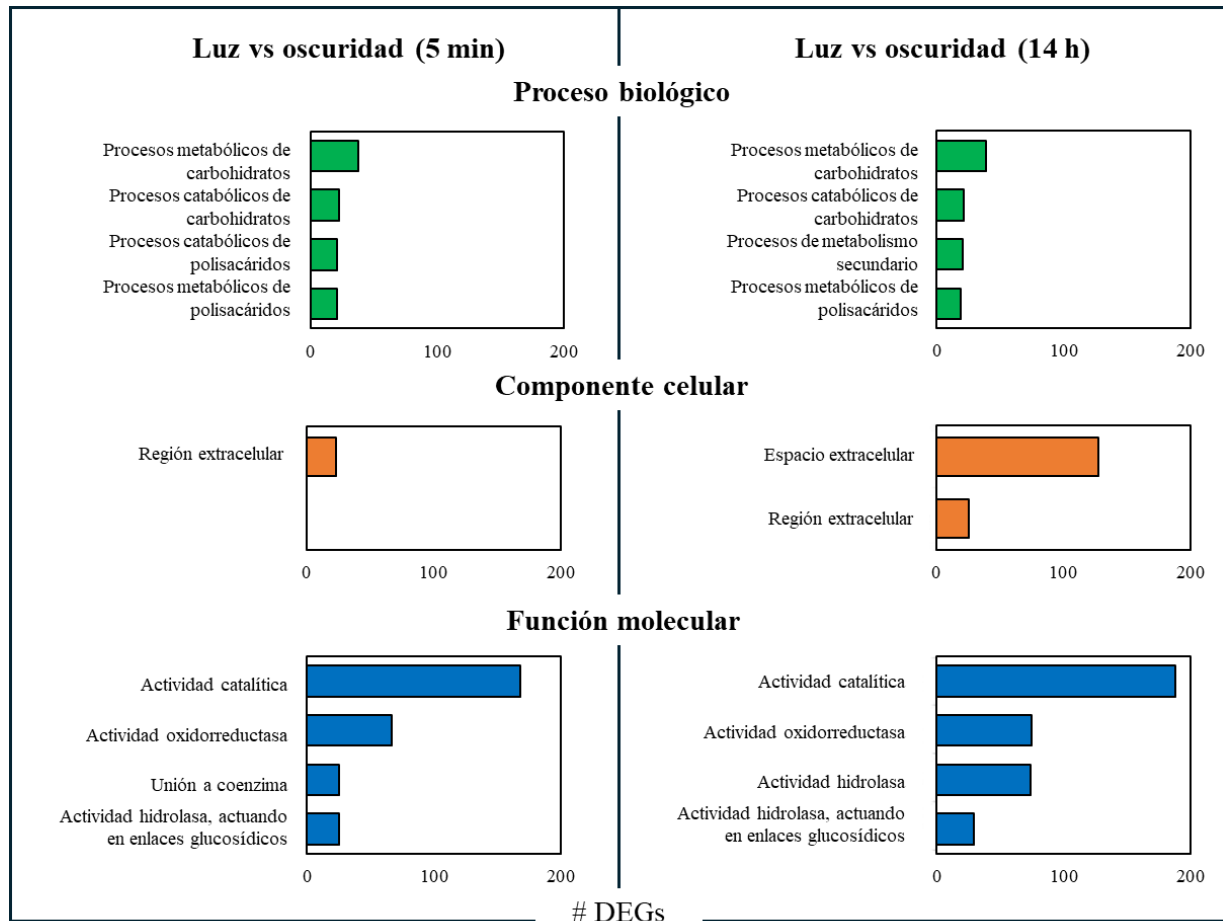 Luz vs oscuridad (5 min)
Luz vs oscuridad (14 h)
Proceso biológico
Procesos metabólicos de
carbohidratos
Procesos catabólicos de
carbohidratos
Procesos catabólicos de
polisacáridos
Procesos metabólicos de
polisacáridos
0 100 200
Procesos metabólicos de
carbohidratos
Procesos catabólicos de
carbohidratos
Procesos de metabolismo
secundario
Procesos metabólicos de
polisacáridos
0 100 200
Componente celular
Región extracelular
0 100 200
Espacio extracelular
Región extracelular
0 100 200
Función molecular
Actividad catalítica
Actividad oxidorreductasa
Unión a coenzima
Actividad hidrolasa, actuando
en enlaces glucosídicos
0 100 200
Actividad catalítica
Actividad oxidorreductasa
Actividad hidrolasa
Actividad hidrolasa, actuando
en enlaces glucosídicos
0 100 200
# DEGs